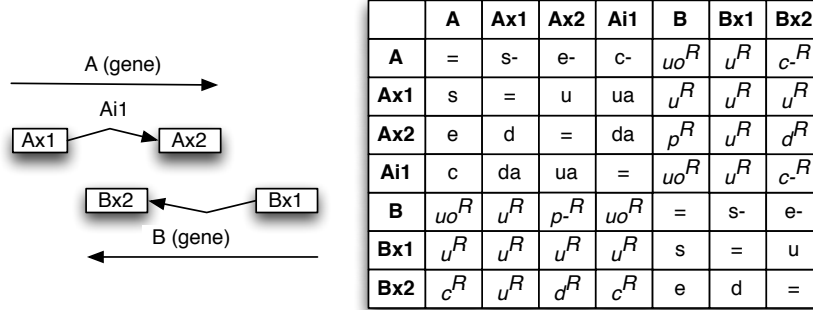 A (gene)
Ai1
Ax1 Ax2
Bx2 Bx1
B (gene)
A Ax1 Ax2 Ai1 B Bx1 Bx2
A = s- e- c- uo^R u^R c-^R
Ax1 s = u ua u^R u^R u^R
Ax2 e d = da p^R u^R d^R
Ai1 c da ua = uo^R u^R c-^R
B uo^R u^R p-^R uo^R = s- e-
Bx1 u^R u^R u^R u^R s = u
Bx2 c^R u^R d^R c^R e d =